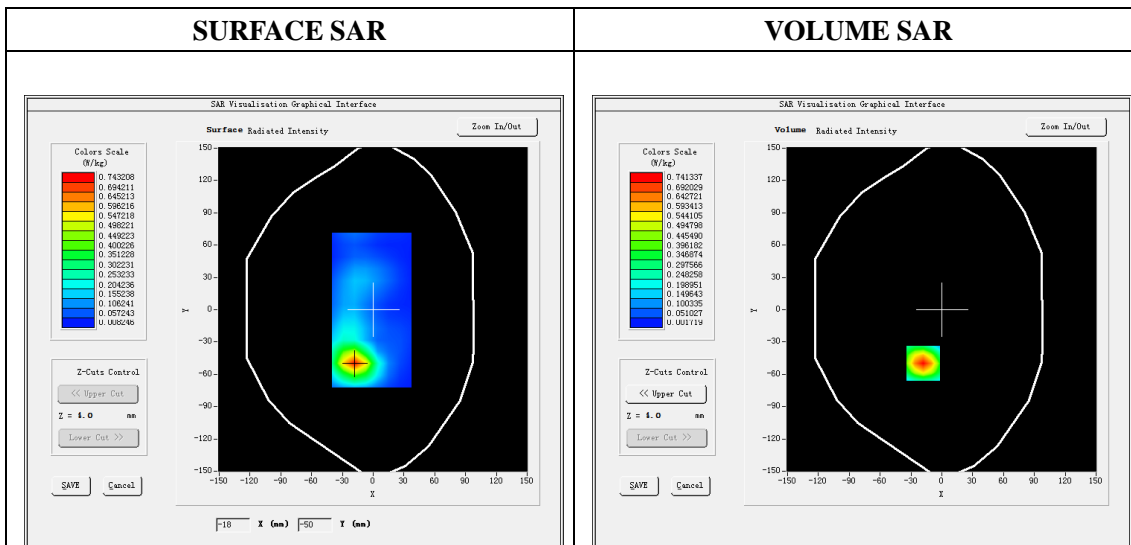 SURFACE SAR
VOLUME SAR
SAR Visualisation Graphical Interface
Surface Radiated Intensity
Zoom In/Out
Colors Scale
(W/kg)
0.743208
0.694211
0.645213
0.596216
0.547218
0.498221
0.449223
0.400226
0.351228
0.302231
0.253233
0.204236
0.155238
0.106241
0.057243
0.008246
Z-Cuts Control
<< Upper Cut
Z = 4.0 mm
Lower Cut >>
SAVE Cancel
150
120
90
60
30
0
-30
-60
-90
-120
-150
Y
-150 -120 -90 -60 -30 0 30 60 90 120 150
X
-18 X (mm) -50 Y (mm)
SAR Visualisation Graphical Interface
Volume Radiated Intensity
Zoom In/Out
Colors Scale
(W/kg)
0.741337
0.692029
0.642721
0.593413
0.544105
0.494798
0.445490
0.396182
0.346874
0.297566
0.248258
0.198951
0.149643
0.100335
0.051027
0.001719
Z-Cuts Control
<< Upper Cut
Z = 4.0 mm
Lower Cut >>
SAVE Cancel
150
120
90
60
30
0
-30
-60
-90
-120
-150
Y
-150 -120 -90 -60 -30 0 30 60 90 120 150
X